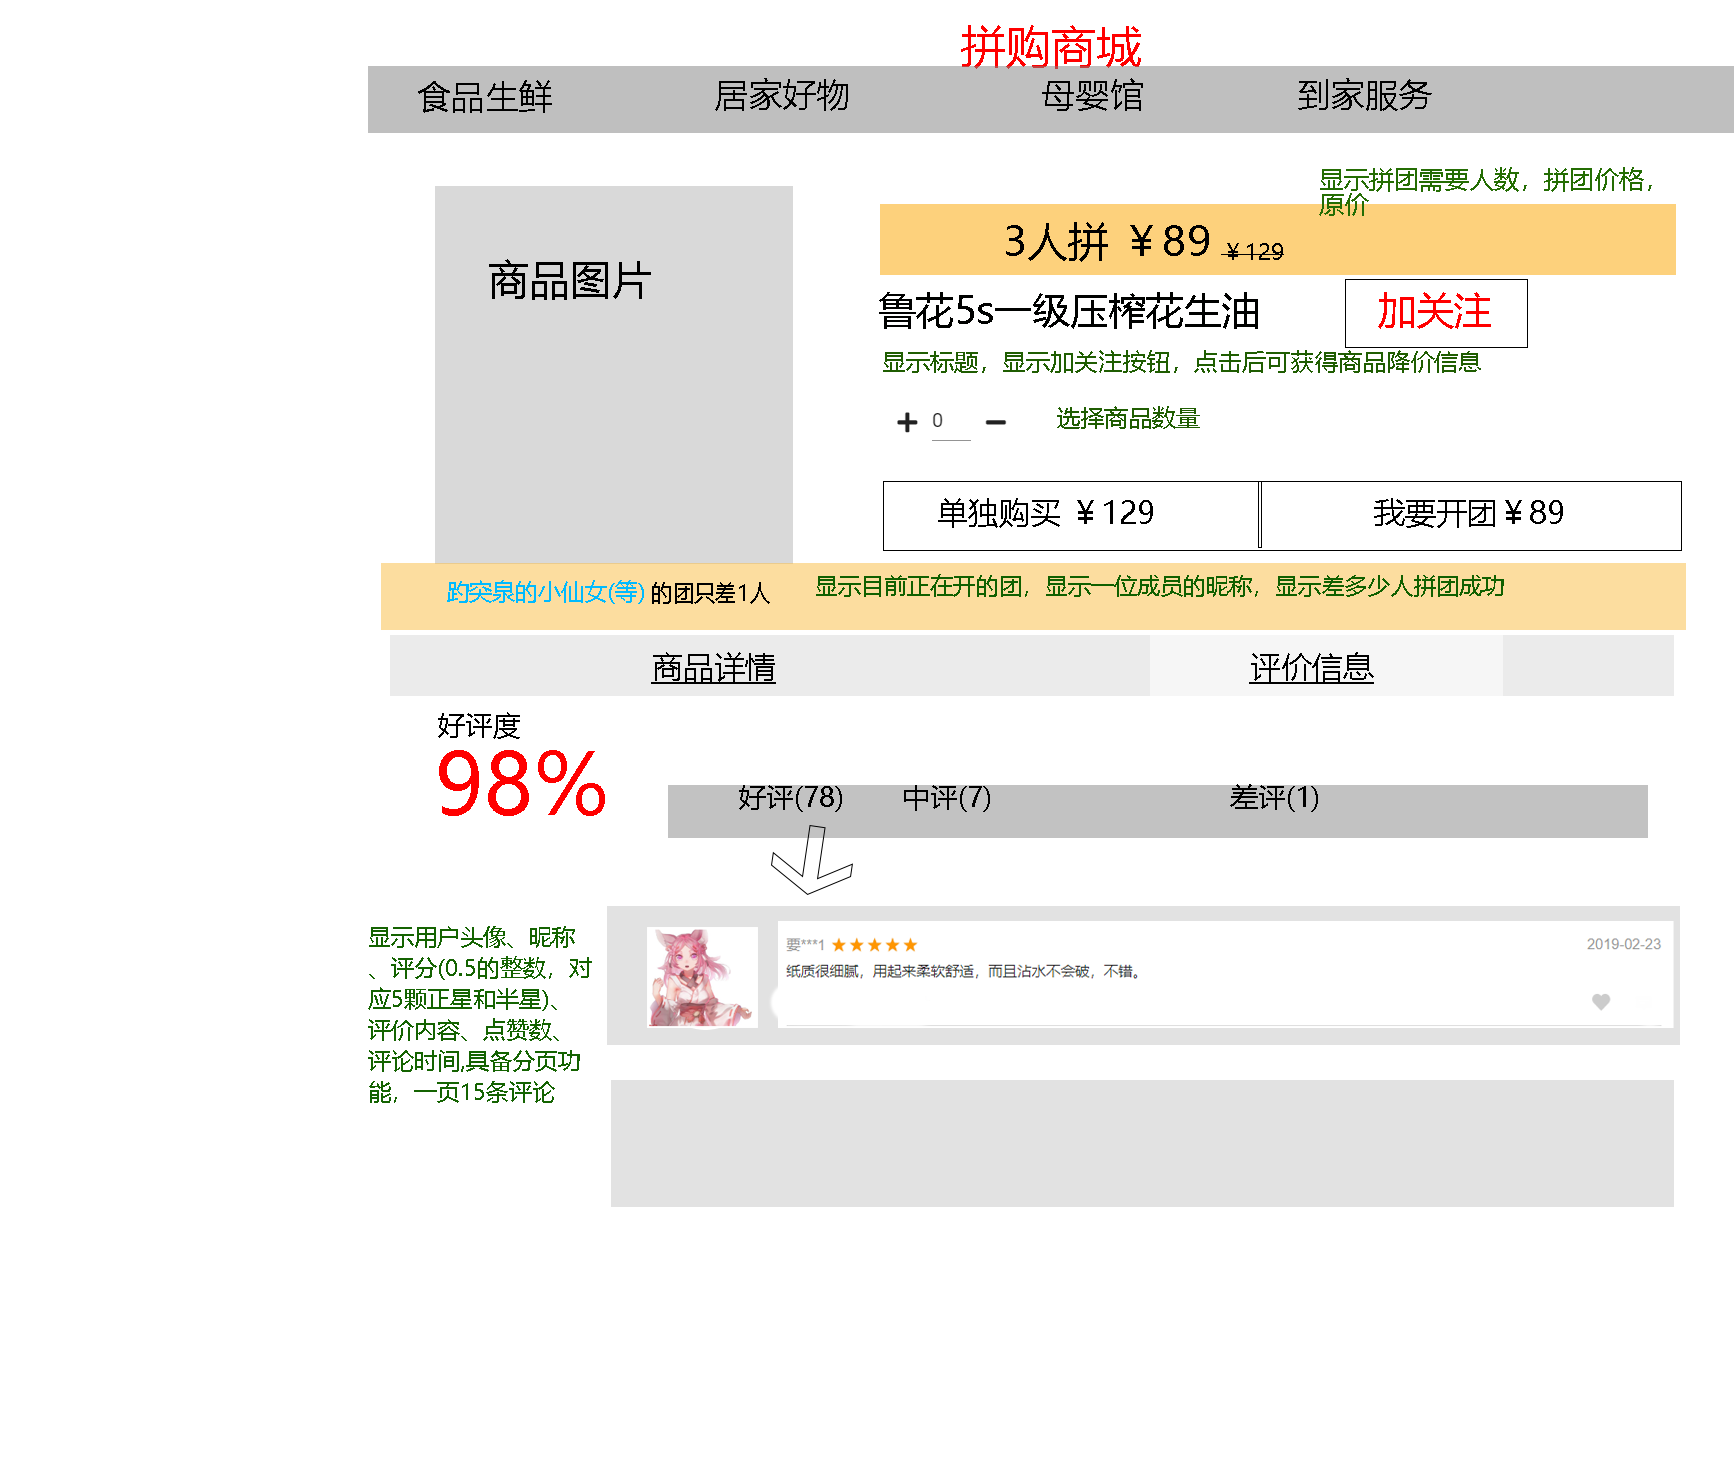 拼购商城
食品生鲜 居家好物 母婴馆 到家服务
显示拼团需要人数，拼团价格，
原价
3人拼 ¥89 ¥129
商品图片
鲁花5s一级压榨花生油 加关注
显示标题，显示加关注按钮，点击后可获得商品降价信息
0 选择商品数量
单独购买 ¥129 我要开团¥89
趵突泉的小仙女(等) 的团只差1人 显示目前正在开的团，显示一位成员的昵称，显示差多少人拼团成功
商品详情 评价信息
好评度
98%
好评(78) 中评(7) 差评(1)
显示用户头像、昵称
、评分(0.5的整数，对
应5颗正星和半星)、
评价内容、点赞数、
评论时间,具备分页功
能，一页15条评论
***1 2019-02-23
纸质很细腻，用起来柔软舒适，而且沾水不会破，不错。